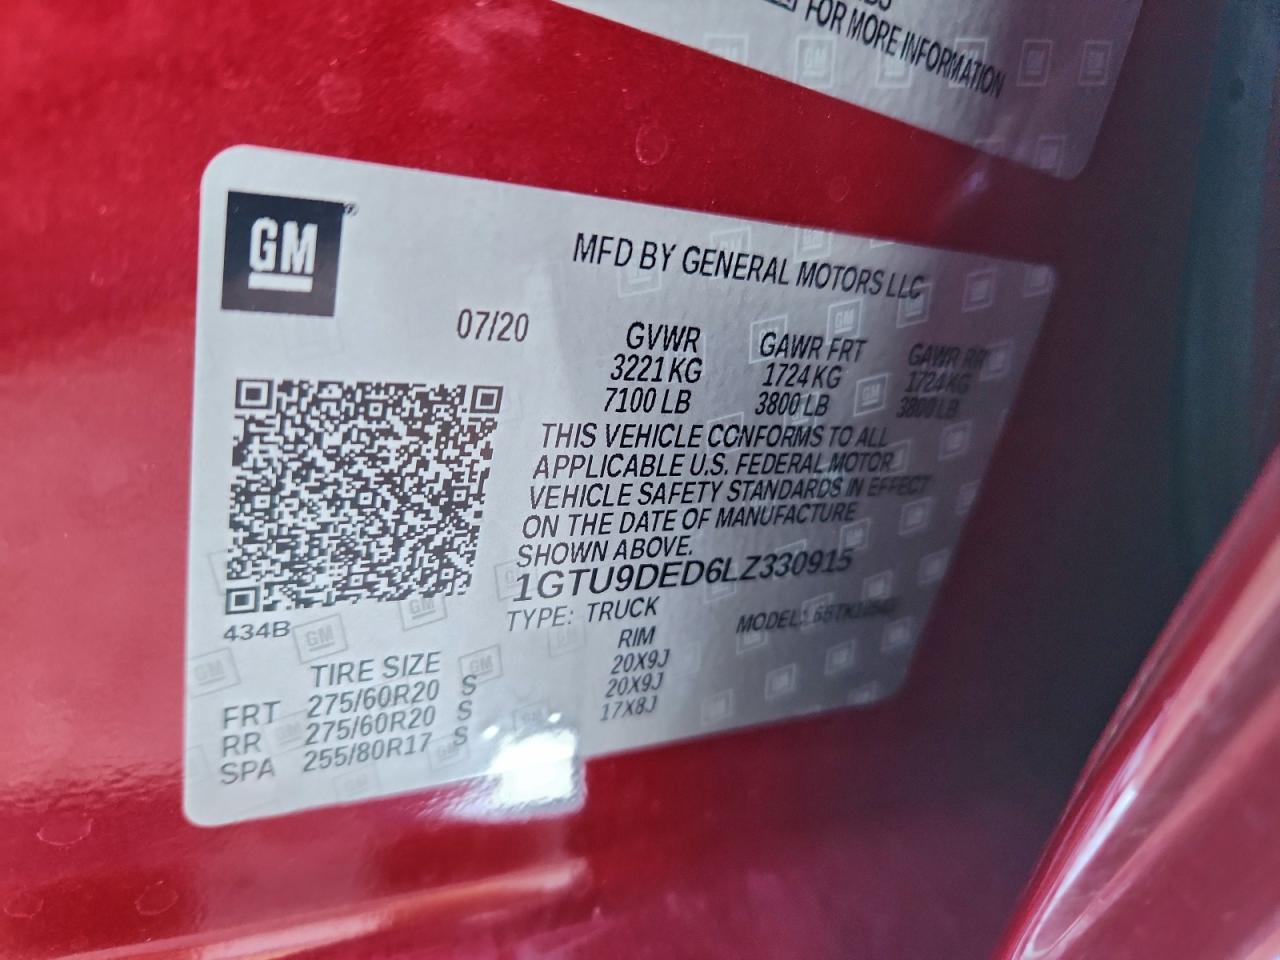 FOR MORE INFORMATION
GM
MFD BY GENERAL MOTORS LLC
07/20
GVWR GAWR FRT GAWR RR
3221 KG 1724 KG 1724 KG
7100 LB 3800 LB 3800 LB
THIS VEHICLE CONFORMS TO ALL
APPLICABLE U.S. FEDERAL MOTOR
VEHICLE SAFETY STANDARDS IN EFFECT
ON THE DATE OF MANUFACTURE
SHOWN ABOVE.
1GTU9DED6LZ330915
TYPE: TRUCK MODEL:
434B
TIRE SIZE RIM
FRT 275/60R20 S 20X9J
RR 275/60R20 S 20X9J
SPA 255/80R17 S 17X8J